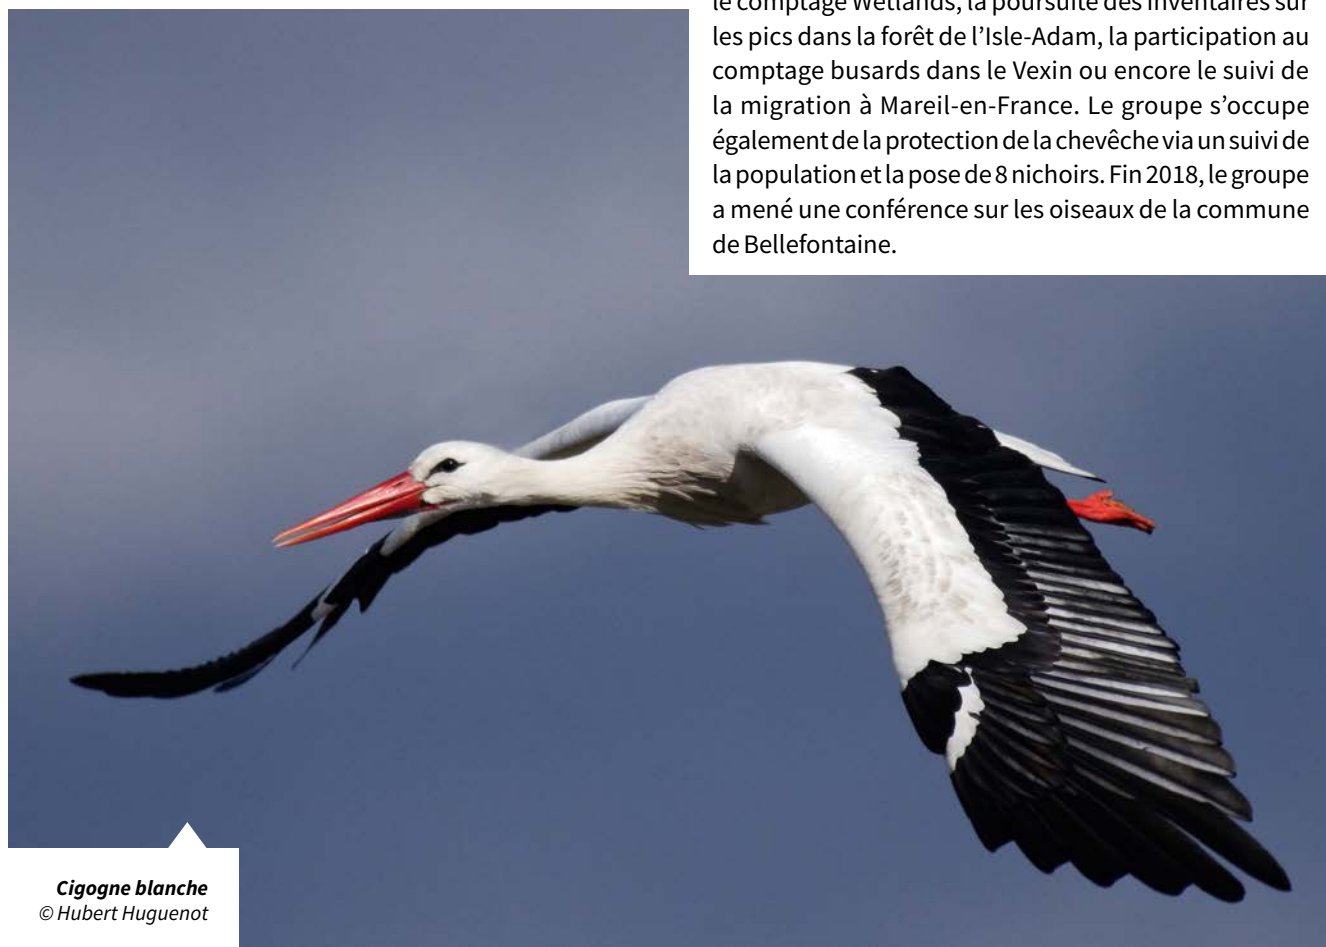 le comptage Wetlands, la poursuite des inventaires sur
les pics dans la forêt de l’Isle-Adam, la participation au
comptage busards dans le Vexin ou encore le suivi de
la migration à Mareil-en-France. Le groupe s’occupe
également de la protection de la chevêche via un suivi de
la population et la pose de 8 nichoirs. Fin 2018, le groupe
a mené une conférence sur les oiseaux de la commune
de Bellefontaine.
Cigogne blanche
© Hubert Huguenot